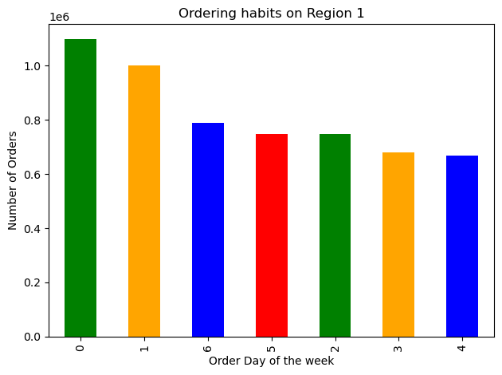 Ordering habits on Region 1
1e6
1.0
0.8
0.6
0.4
0.2
0.0
Number of Orders
0 1 6 5 2 3 4
Order Day of the week